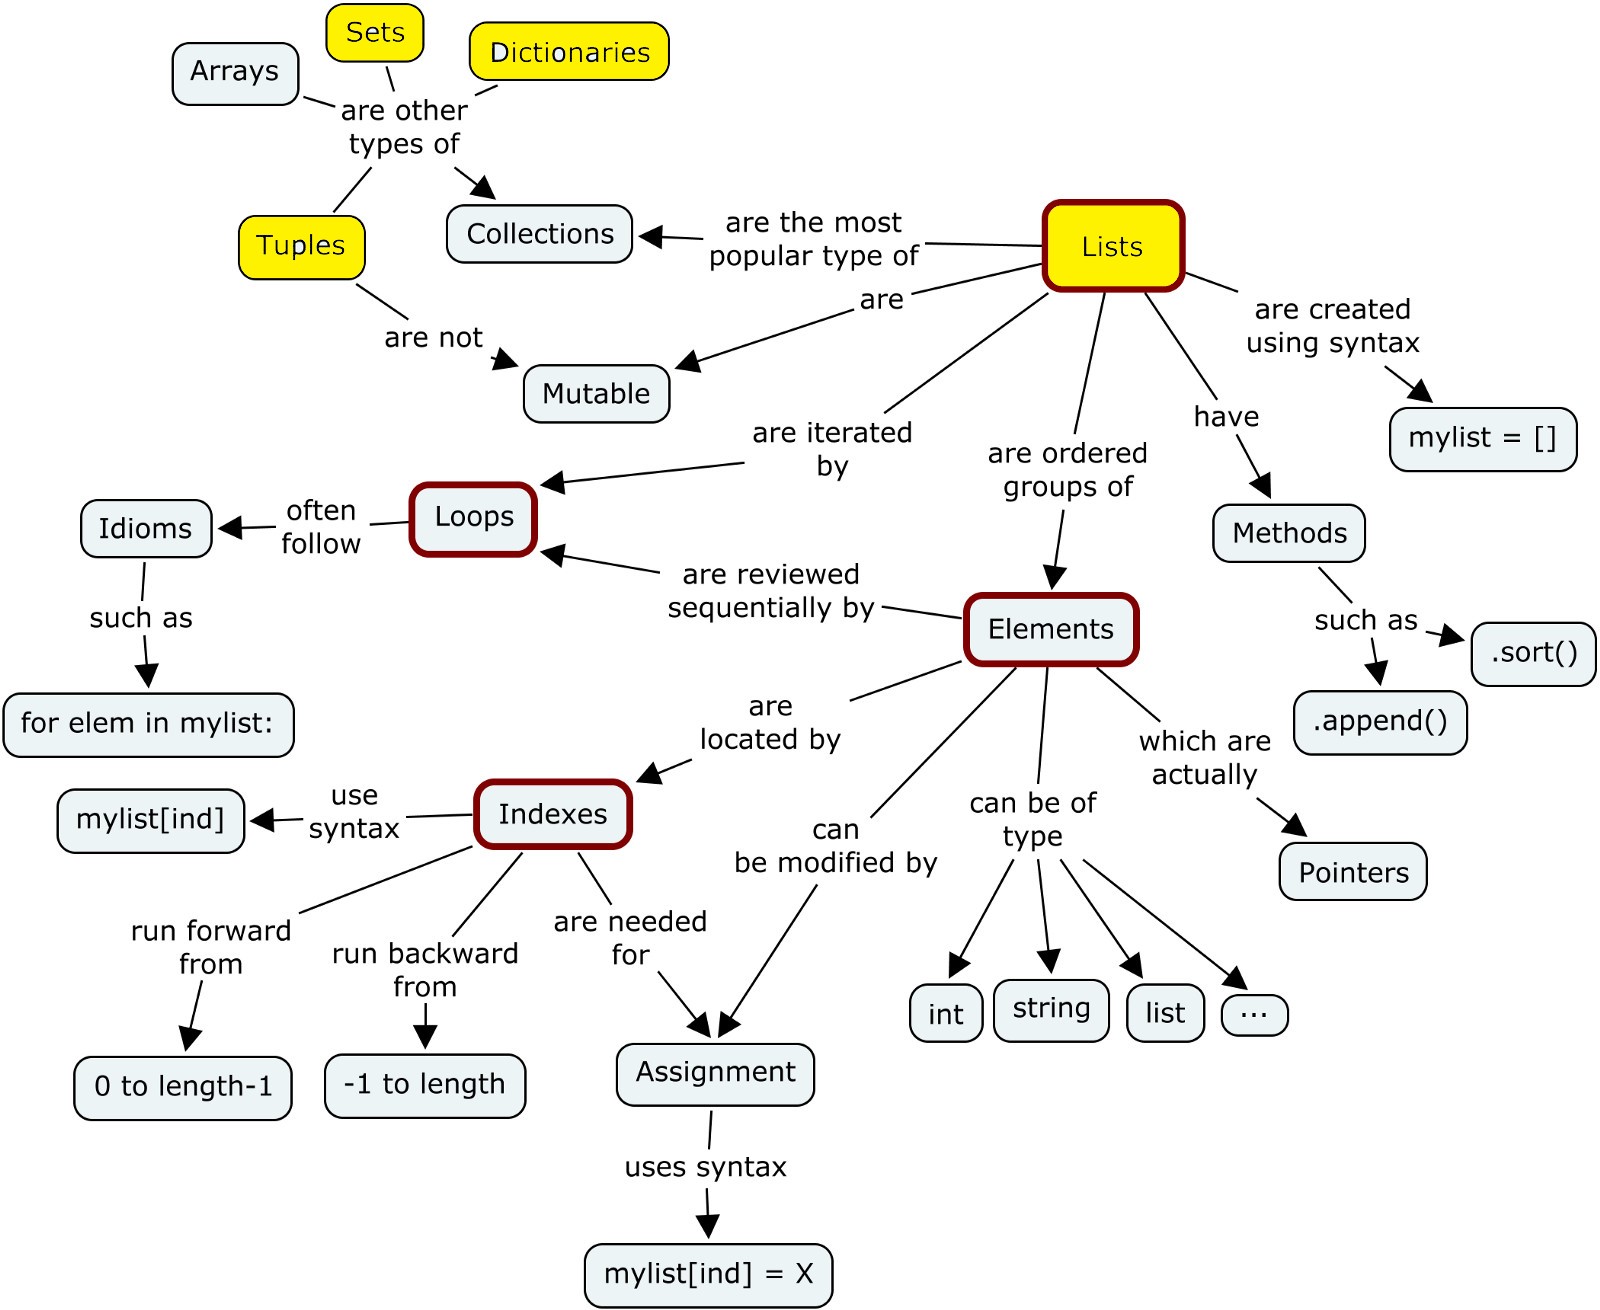 Sets
Dictionaries
Arrays
are other
types of
Tuples
Collections
are the most
popular type of
Lists
are
are not
Mutable
are created
using syntax
mylist = []
have
are iterated
by
are ordered
groups of
Loops
often
follow
Idioms
Methods
are reviewed
sequentially by
Elements
such as
such as
.sort()
.append()
for elem in mylist:
are
located by
which are
actually
mylist[ind]
use
syntax
Indexes
can
be modified by
can be of
type
Pointers
run forward
from
run backward
from
are needed
for
int
string
list
...
0 to length-1
-1 to length
Assignment
uses syntax
mylist[ind] = X